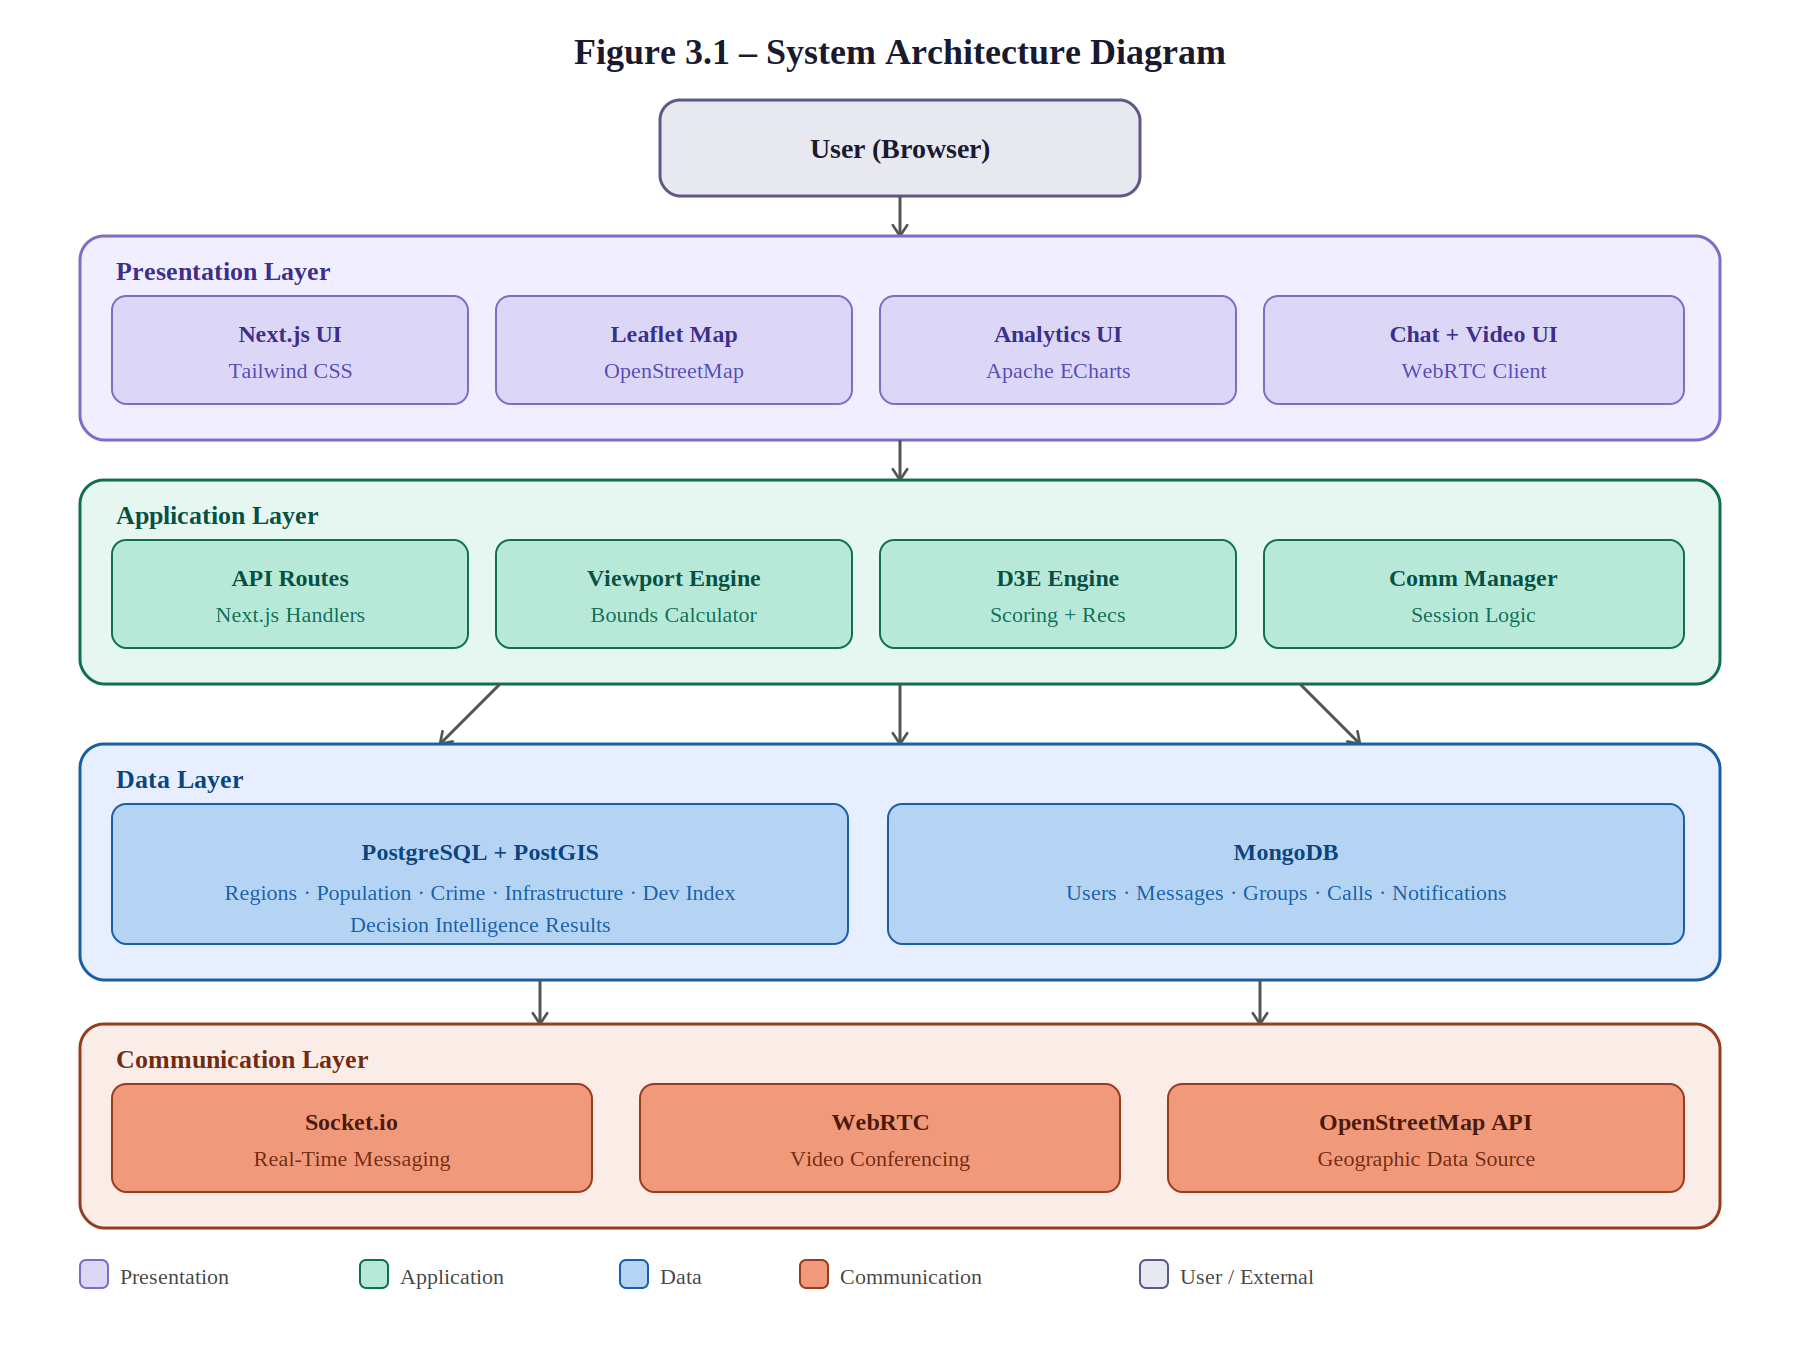 Figure 3.1 – System Architecture Diagram
User (Browser)
Presentation Layer
Next.js UI
Tailwind CSS
Leaflet Map
OpenStreetMap
Analytics UI
Apache ECharts
Chat + Video UI
WebRTC Client
Application Layer
API Routes
Next.js Handlers
Viewport Engine
Bounds Calculator
D3E Engine
Scoring + Recs
Comm Manager
Session Logic
Data Layer
PostgreSQL + PostGIS
Regions · Population · Crime · Infrastructure · Dev Index
Decision Intelligence Results
MongoDB
Users · Messages · Groups · Calls · Notifications
Communication Layer
Socket.io
Real-Time Messaging
WebRTC
Video Conferencing
OpenStreetMap API
Geographic Data Source
Presentation
Application
Data
Communication
User / External